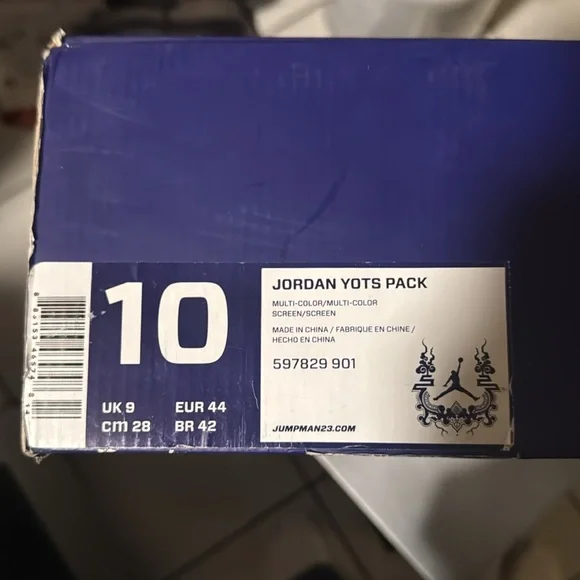 10
UK 9 EUR 44
cm 28 BR 42
JORDAN YOTS PACK
MULTI-COLOR/MULTI-COLOR
SCREEN/SCREEN
MADE IN CHINA / FABRIQUE EN CHINE /
HECHO EN CHINA
597829 901
JUMPMAN23.COM